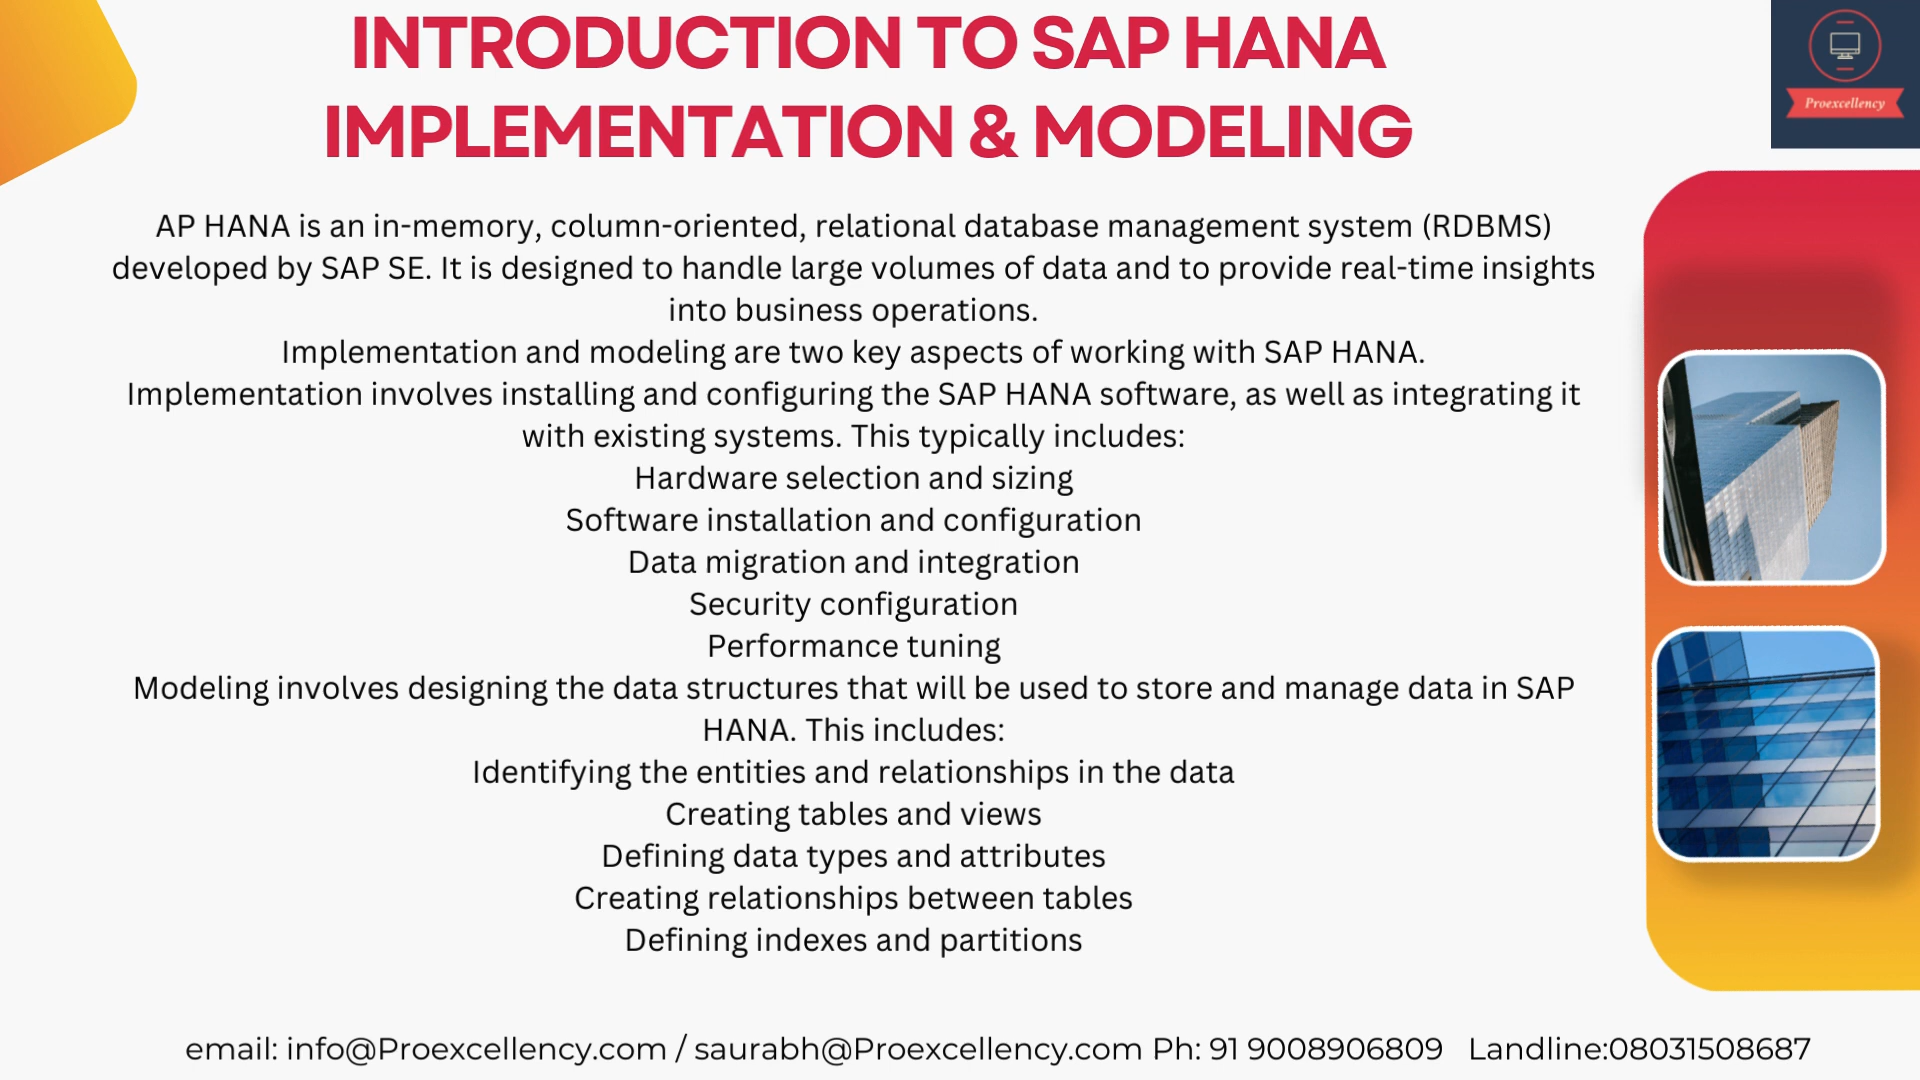 INTRODUCTION TO SAP HANA
IMPLEMENTATION & MODELING
Proexcellency
AP HANA is an in-memory, column-oriented, relational database management system (RDBMS)
developed by SAP SE. It is designed to handle large volumes of data and to provide real-time insights
into business operations.
Implementation and modeling are two key aspects of working with SAP HANA.
Implementation involves installing and configuring the SAP HANA software, as well as integrating it
with existing systems. This typically includes:
Hardware selection and sizing
Software installation and configuration
Data migration and integration
Security configuration
Performance tuning
Modeling involves designing the data structures that will be used to store and manage data in SAP
HANA. This includes:
Identifying the entities and relationships in the data
Creating tables and views
Defining data types and attributes
Creating relationships between tables
Defining indexes and partitions
email: info@Proexcellency.com / saurabh@Proexcellency.com Ph: 91 9008906809 Landline:08031508687